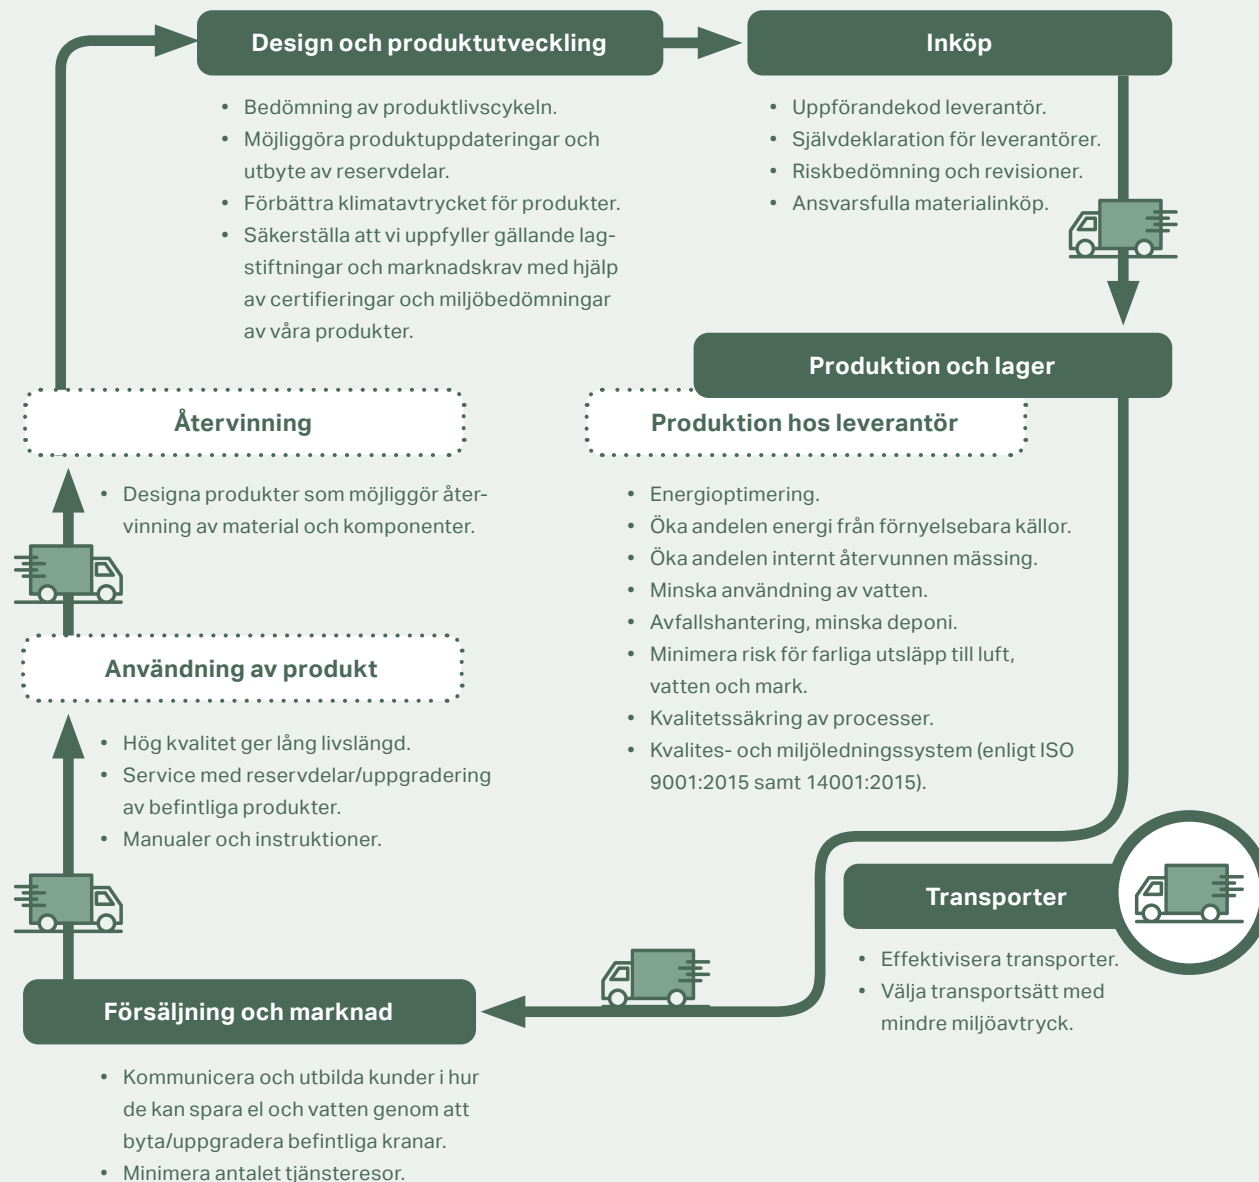 Design och produktutveckling
• Bedömning av produktlivscykeln.
• Möjliggöra produktuppdateringar och
utbyte av reservdelar.
• Förbättra klimatavtrycket för produkter.
• Säkerställa att vi uppfyller gällande lag-
stiftningar och marknadskrav med hjälp
av certifieringar och miljöbedömningar
av våra produkter.
Inköp
• Uppförandekod leverantör.
• Självdeklaration för leverantörer.
• Riskbedömning och revisioner.
• Ansvarsfulla materialinköp.
Produktion och lager
Produktion hos leverantör
• Energioptimering.
• Öka andelen energi från förnyelsebara källor.
• Öka andelen internt återvunnen mässing.
• Minska användning av vatten.
• Avfallshantering, minska deponi.
• Minimera risk för farliga utsläpp till luft,
vatten och mark.
• Kvalitetssäkring av processer.
• Kvalites- och miljöledningssystem (enligt ISO
9001:2015 samt 14001:2015).
Transporter
• Effektivisera transporter.
• Välja transportsätt med
mindre miljöavtryck.
Försäljning och marknad
• Kommunicera och utbilda kunder i hur
de kan spara el och vatten genom att
byta/uppgradera befintliga kranar.
• Minimera antalet tjänsteresor.
Användning av produkt
• Hög kvalitet ger lång livslängd.
• Service med reservdelar/uppgradering
av befintliga produkter.
• Manualer och instruktioner.
Återvinning
• Designa produkter som möjliggör åter-
vinning av material och komponenter.